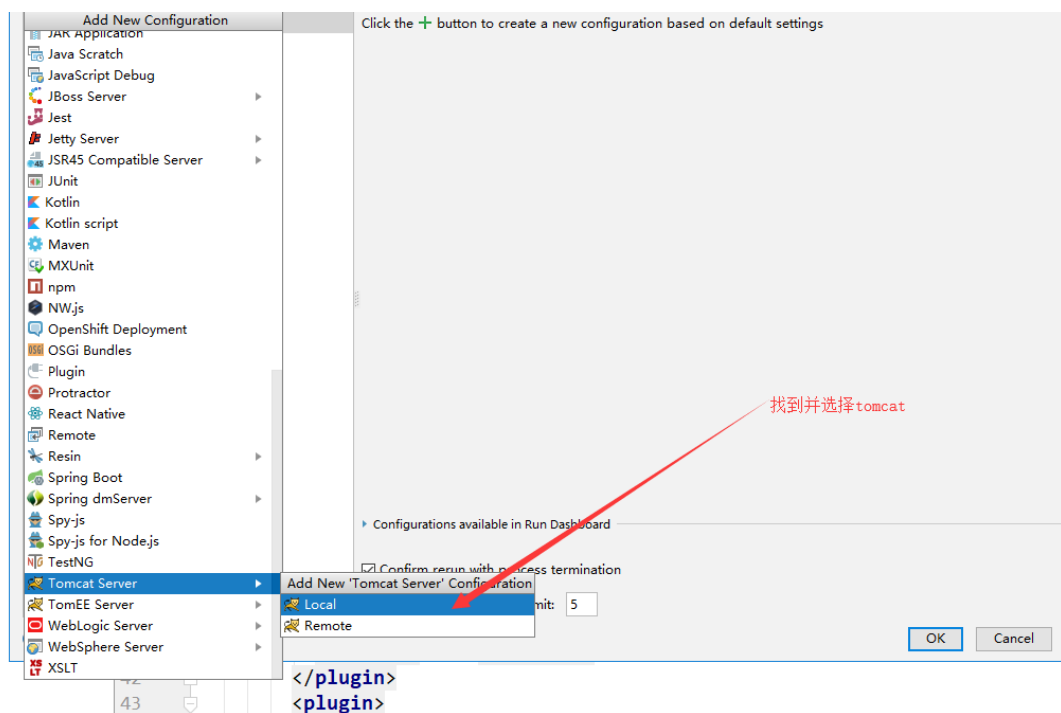 Add New Configuration
Click the + button to create a new configuration based on default settings
JAR Application
Java Scratch
JavaScript Debug
JBoss Server
Jest
Jetty Server
JSR45 Compatible Server
JUnit
Kotlin
Kotlin script
Maven
MXUnit
npm
NW.js
OpenShift Deployment
OSGi Bundles
Plugin
Protractor
React Native
Remote
Resin
Spring Boot
Spring dmServer
Spy-js
Spy-js for Node.js
TestNG
Tomcat Server
TomEE Server
WebLogic Server
WebSphere Server
XSLT
找到并选择tomcat
Configurations available in Run Dashboard
Confirm rerun with process termination
Add New 'Tomcat Server' Configuration
Local
Remote
mit: 5
OK
Cancel
42
</plugin>
43
<plugin>